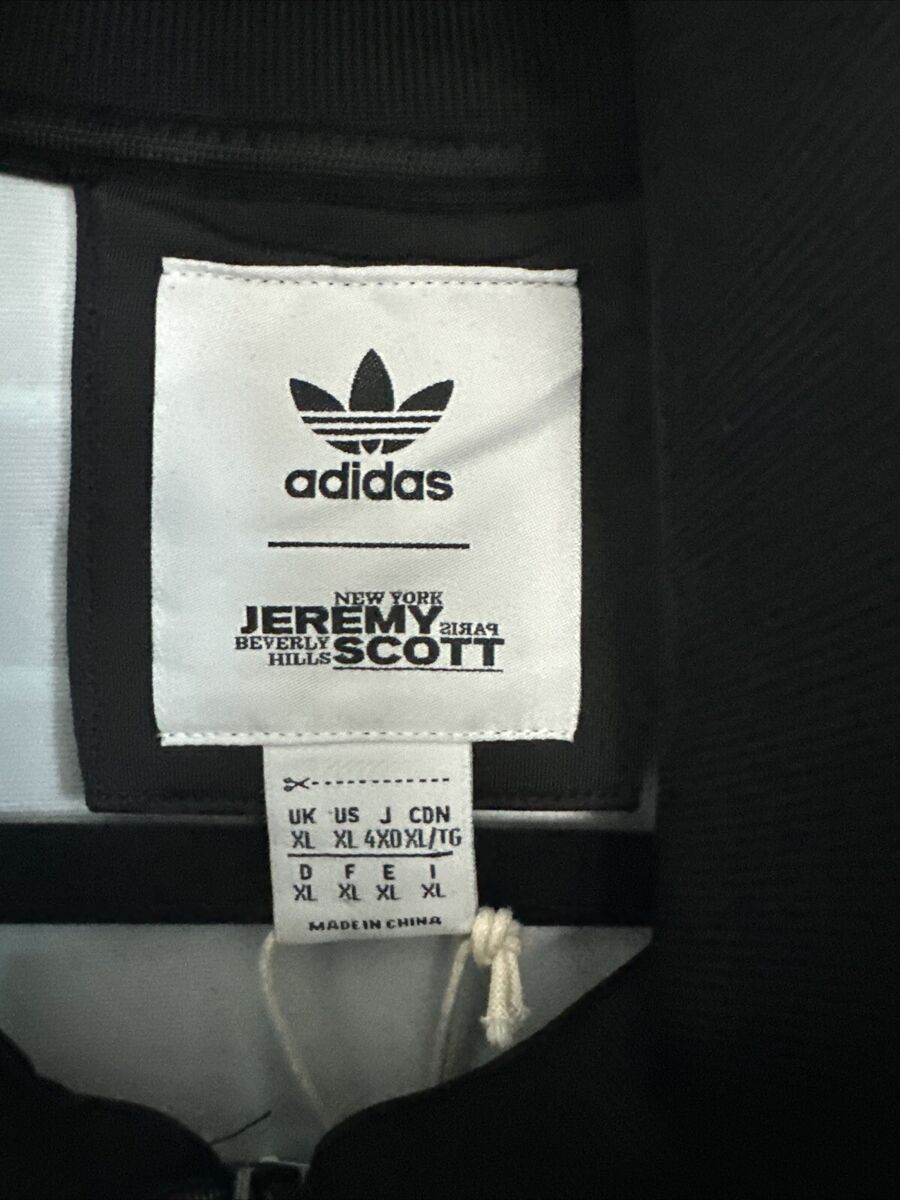 adidas
NEW YORK
JEREMY PARIS
BEVERLY SCOTT
HILLS
UK US J CDN
XL XL 4XO XL/TG
D F E I
XL XL XL XL
MADE IN CHINA